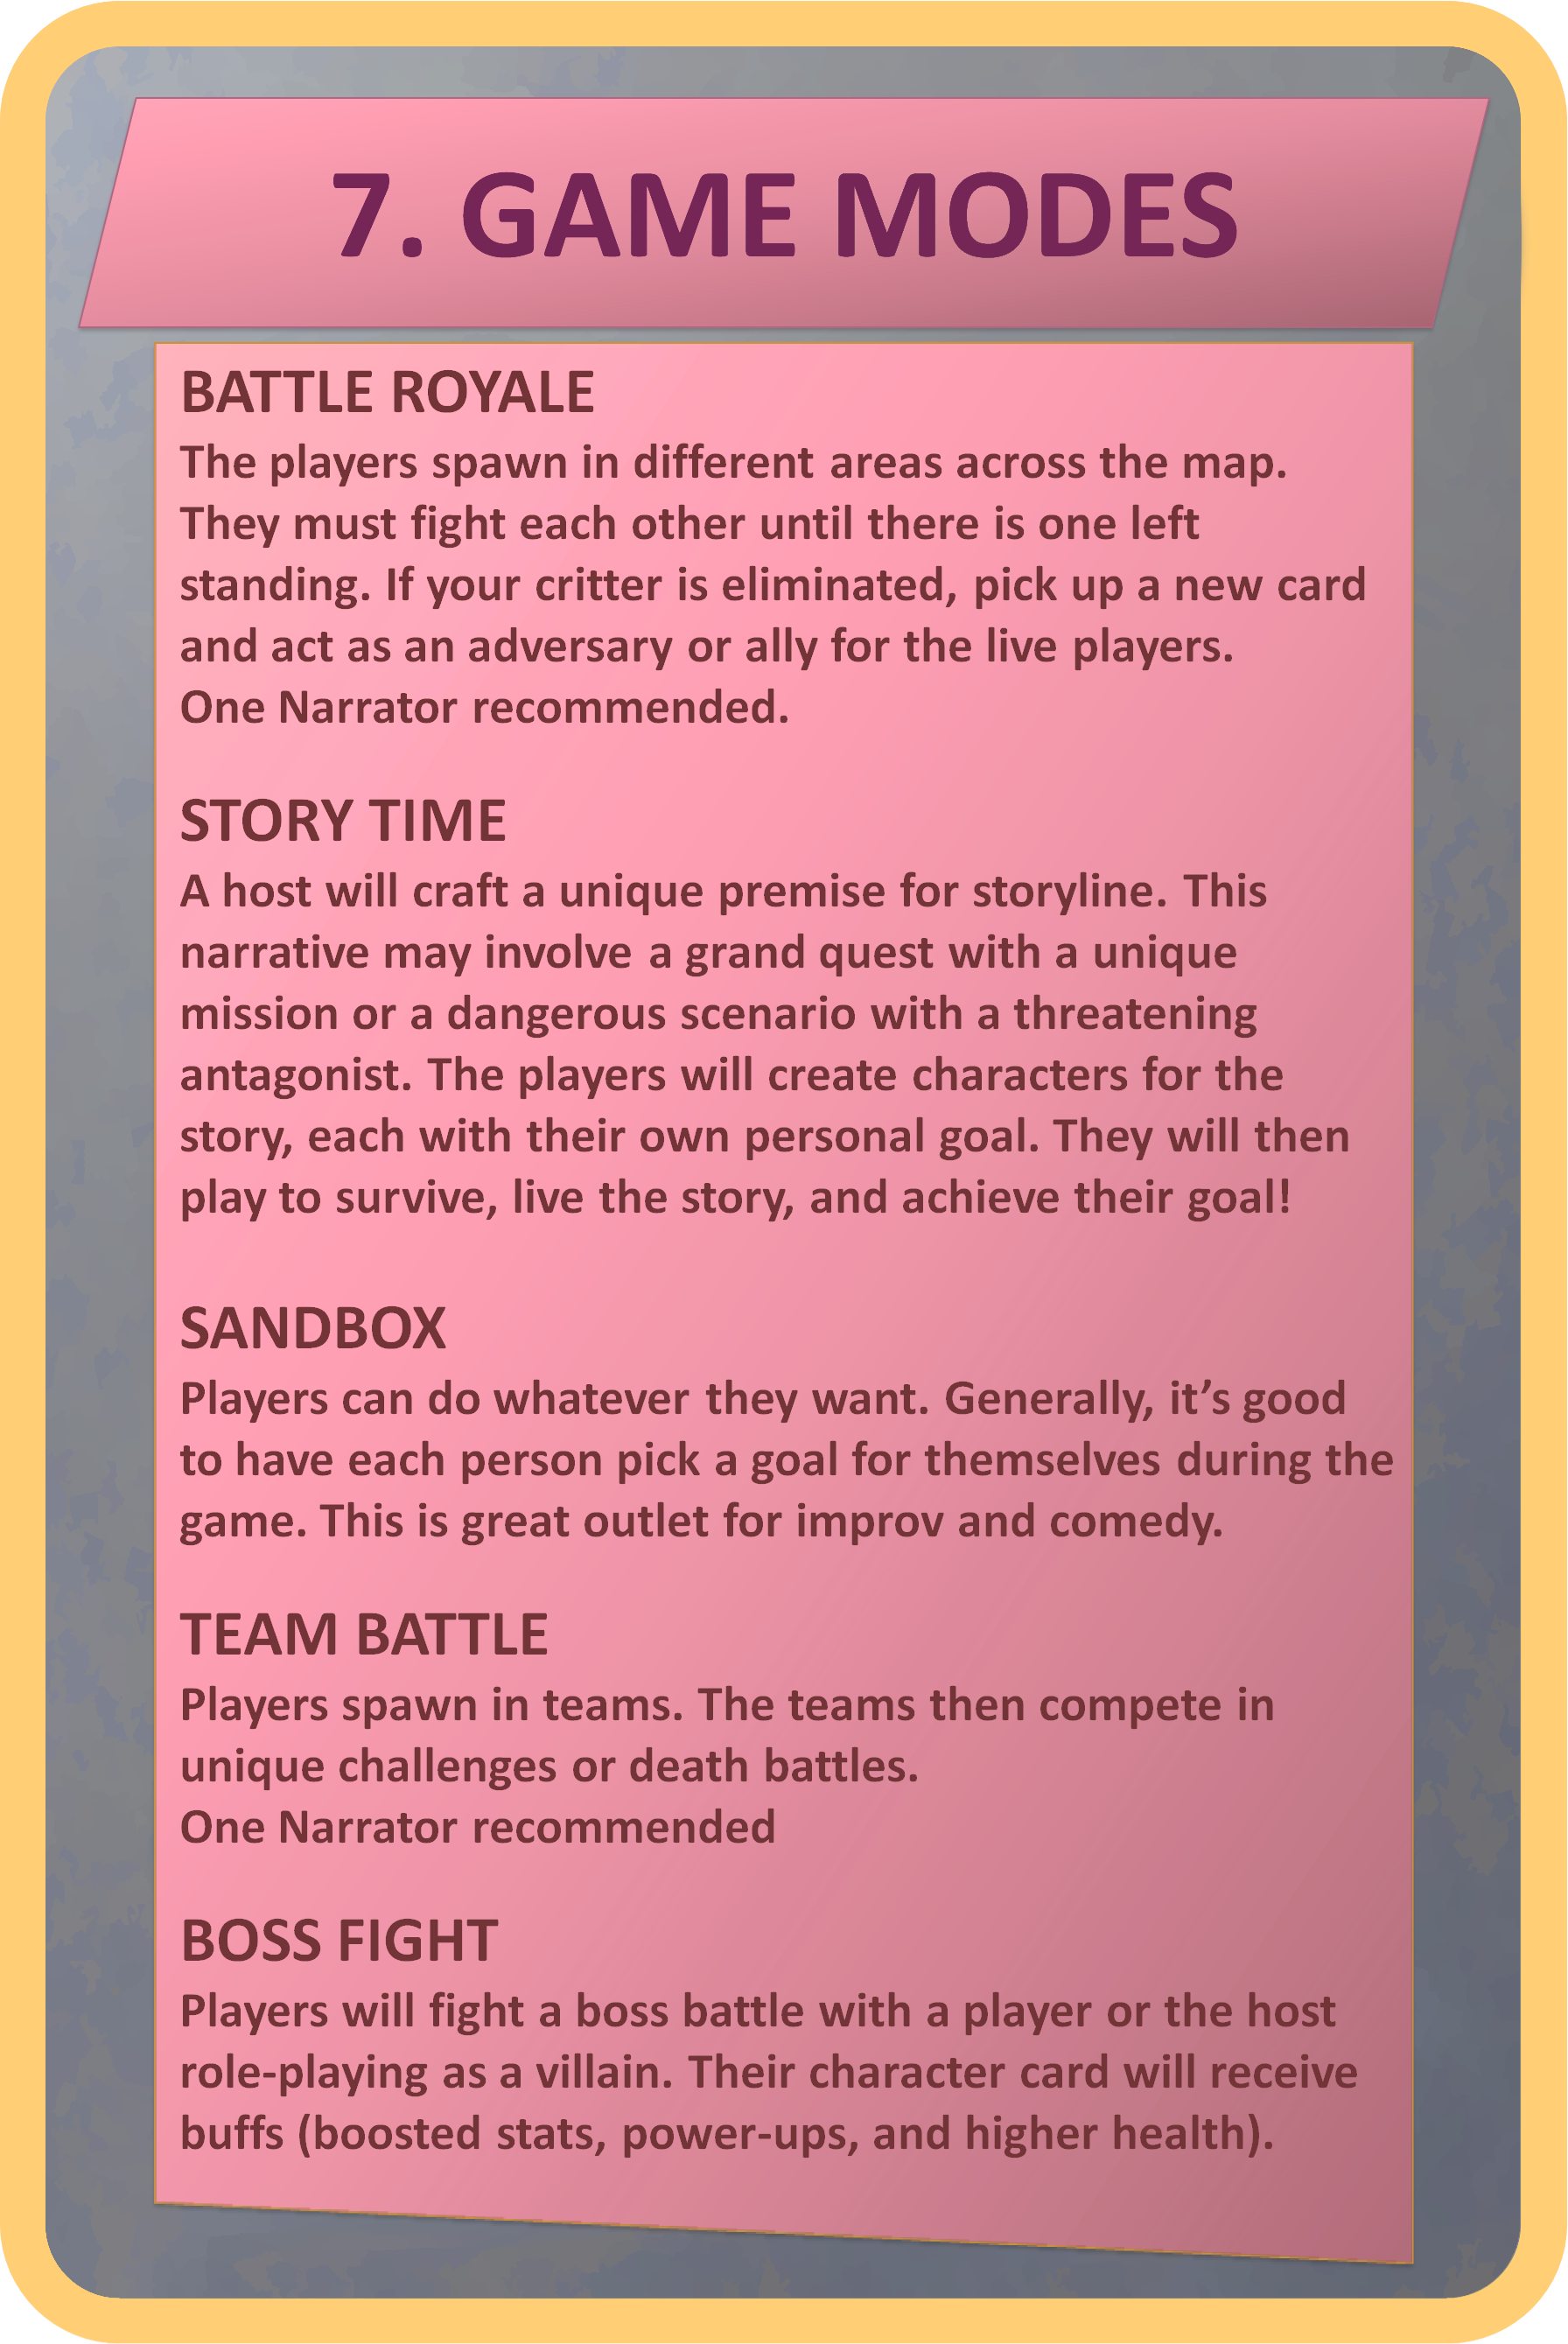 7. GAME MODES
BATTLE ROYALE
The players spawn in different areas across the map.
They must fight each other until there is one left
standing. If your critter is eliminated, pick up a new card
and act as an adversary or ally for the live players.
One Narrator recommended.
STORY TIME
A host will craft a unique premise for storyline. This
narrative may involve a grand quest with a unique
mission or a dangerous scenario with a threatening
antagonist. The players will create characters for the
story, each with their own personal goal. They will then
play to survive, live the story, and achieve their goal!
SANDBOX
Players can do whatever they want. Generally, it’s good
to have each person pick a goal for themselves during the
game. This is great outlet for improv and comedy.
TEAM BATTLE
Players spawn in teams. The teams then compete in
unique challenges or death battles.
One Narrator recommended
BOSS FIGHT
Players will fight a boss battle with a player or the host
role-playing as a villain. Their character card will receive
buffs (boosted stats, power-ups, and higher health).